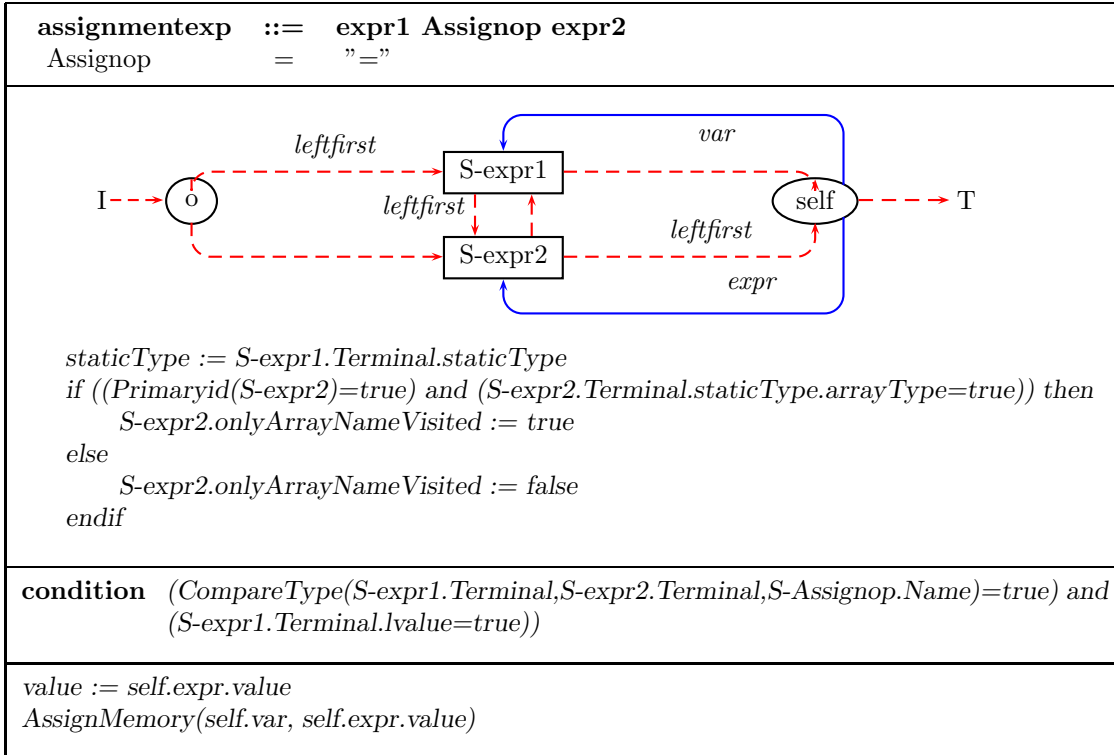 assignmentexp ::= expr1 Assignop expr2
Assignop = ”=”
leftfirst
var
S-expr1
I
o
leftfirst
self
T
leftfirst
S-expr2
expr
staticType := S-expr1.Terminal.staticType
if ((Primaryid(S-expr2)=true) and (S-expr2.Terminal.staticType.arrayType=true)) then
S-expr2.onlyArrayNameVisited := true
else
S-expr2.onlyArrayNameVisited := false
endif
condition (CompareType(S-expr1.Terminal,S-expr2.Terminal,S-Assignop.Name)=true) and
(S-expr1.Terminal.lvalue=true))
value := self.expr.value
AssignMemory(self.var, self.expr.value)